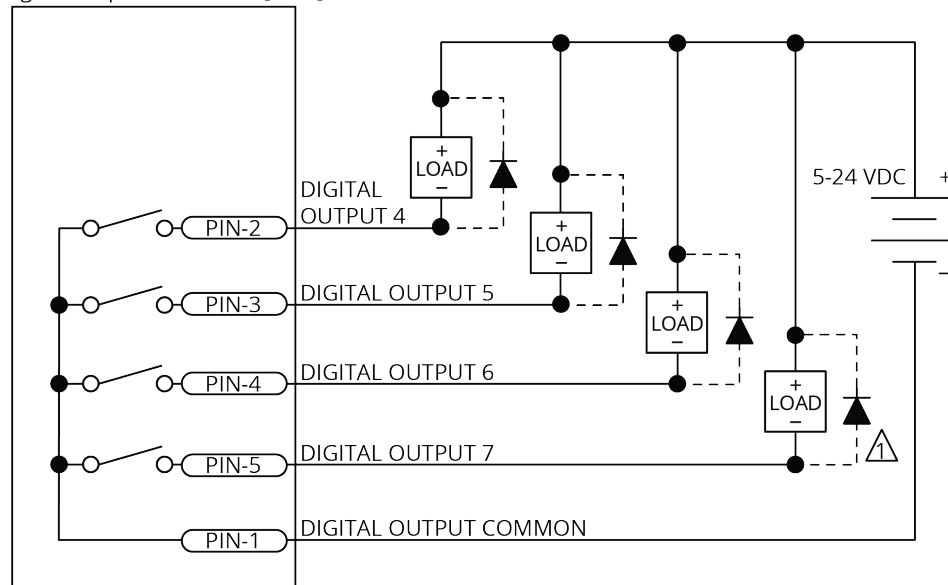 +
LOAD
−
DIGITAL
OUTPUT 4
PIN-2
+
LOAD
−
5-24 VDC
+
−
DIGITAL OUTPUT 5
PIN-3
+
LOAD
−
DIGITAL OUTPUT 6
PIN-4
+
LOAD
−
1
DIGITAL OUTPUT 7
PIN-5
DIGITAL OUTPUT COMMON
PIN-1